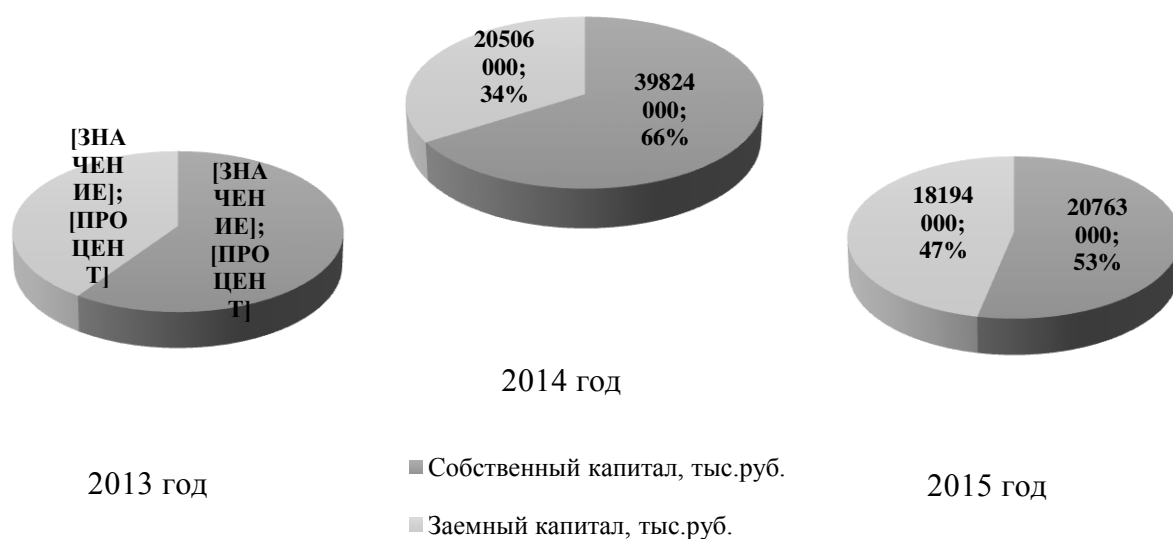 [ЗНА
ЧЕН
ИЕ];
[ПРО
ЦЕН
Т]
[ЗНА
ЧЕН
ИЕ];
[ПРО
ЦЕН
Т]
2013 год
20506
000;
34%
39824
000;
66%
2014 год
18194
000;
47%
20763
000;
53%
2015 год
Собственный капитал, тыс.руб.
Заемный капитал, тыс.руб.